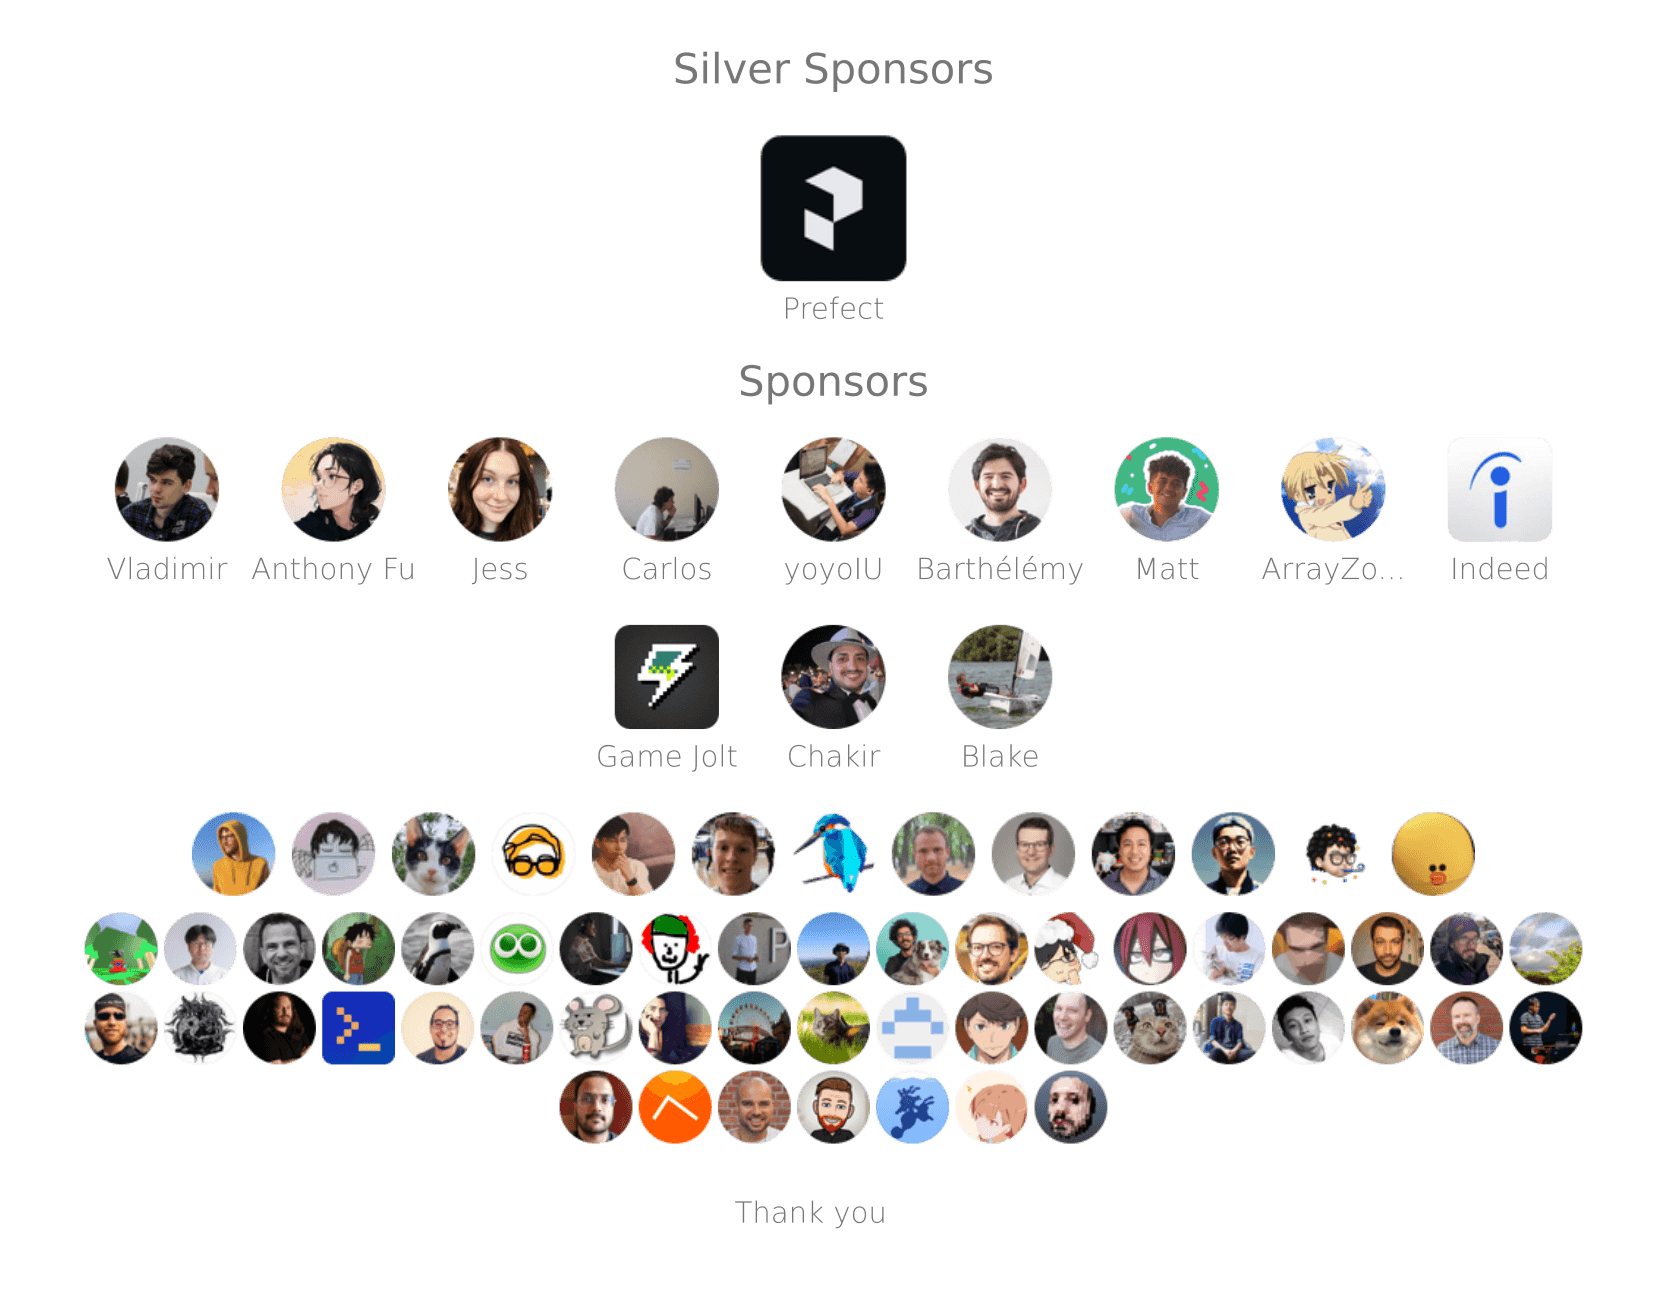 Silver Sponsors
Prefect
Sponsors
Vladimir Anthony Fu Jess Carlos yoyoIU Barthélémy Matt ArrayZo... Indeed
Game Jolt Chakir Blake
Thank you